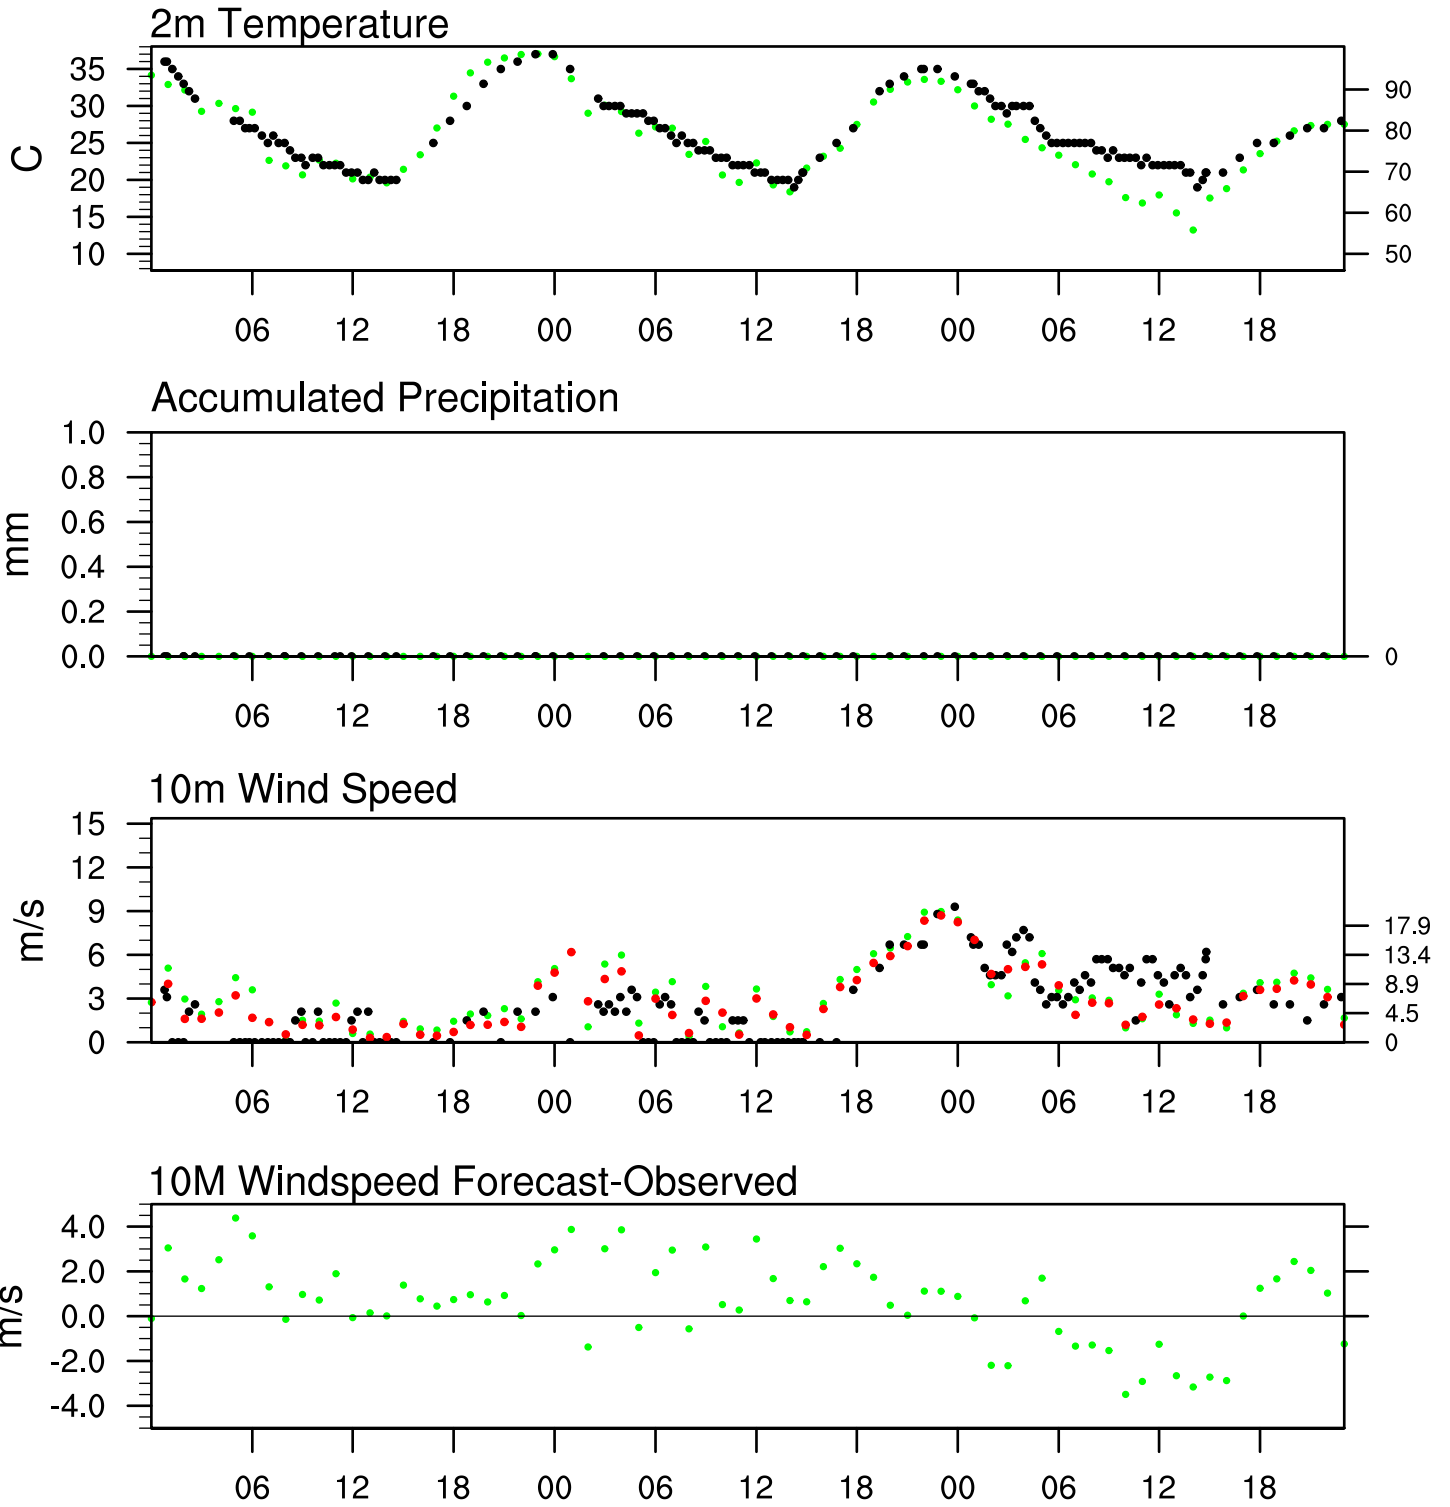 2m Temperature
35
30
25
20
15
10
C
90
80
70
60
50
06 12 18 00 06 12 18 00 06 12 18
Accumulated Precipitation
1.0
0.8
0.6
0.4
0.2
0.0
mm
0
06 12 18 00 06 12 18 00 06 12 18
10m Wind Speed
15
12
9
6
3
0
m/s
17.9
13.4
8.9
4.5
0
06 12 18 00 06 12 18 00 06 12 18
10M Windspeed Forecast-Observed
4.0
2.0
0.0
-2.0
-4.0
m/s
06 12 18 00 06 12 18 00 06 12 18